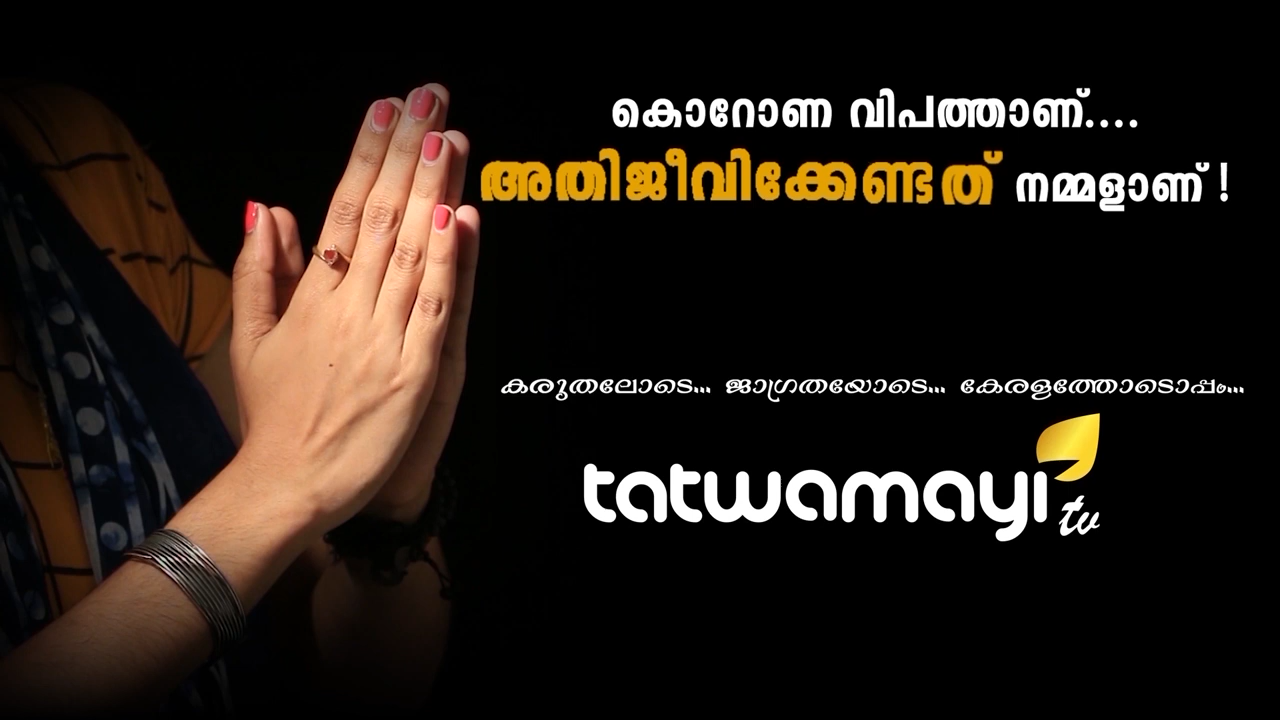 കൊറോണ വിപത്താണ്....
അതിജീവിക്കേണ്ടത് നമ്മളാണ് !
കരുതലോടെ... ജാഗ്രതയോടെ... കേരളത്തോടൊപ്പം...
tatwamayi
tv